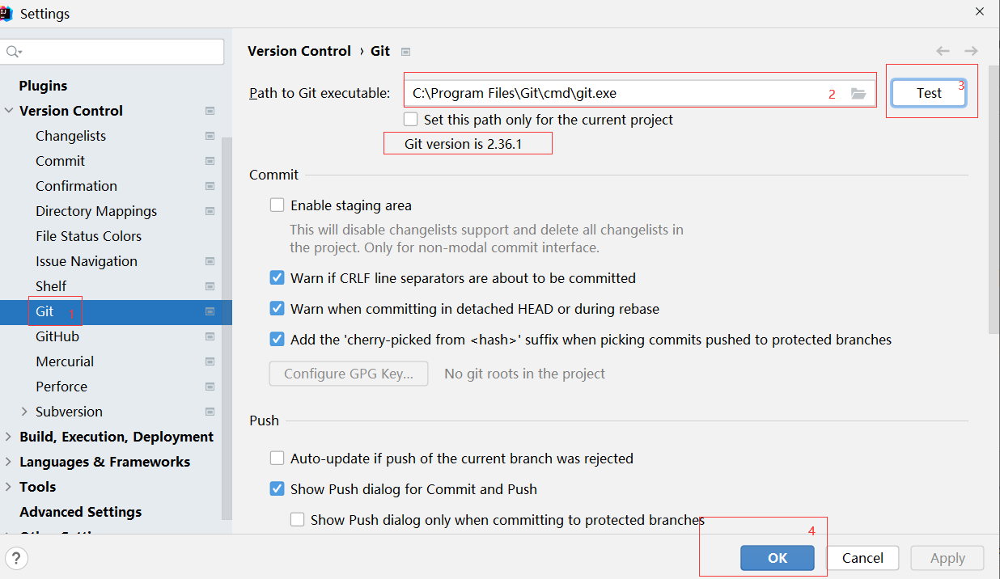 Settings
Version Control › Git
Plugins
Version Control
Changelists
Commit
Confirmation
Directory Mappings
File Status Colors
Issue Navigation
Shelf
Git 1
GitHub
Mercurial
Perforce
Subversion
Build, Execution, Deployment
Languages & Frameworks
Tools
Advanced Settings
Path to Git executable: C:\Program Files\Git\cmd\git.exe 2 Test 3
Set this path only for the current project
Git version is 2.36.1
Commit
Enable staging area
This will disable changelists support and delete all changelists in
the project. Only for non-modal commit interface.
Warn if CRLF line separators are about to be committed
Warn when committing in detached HEAD or during rebase
Add the 'cherry-picked from <hash>' suffix when picking commits pushed to protected branches
Configure GPG Key... No git roots in the project
Push
Auto-update if push of the current branch was rejected
Show Push dialog for Commit and Push
Show Push dialog only when committing to protected branches
4
? OK Cancel Apply